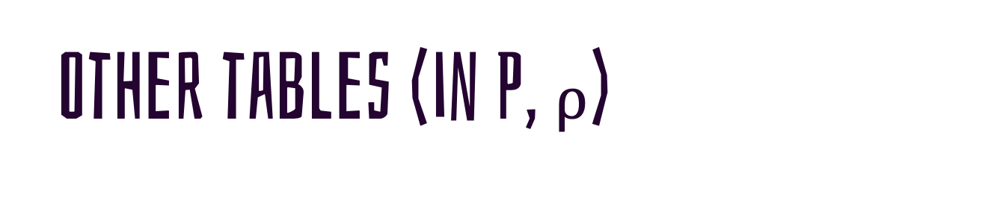 OTHER TABLES (IN P, ρ)